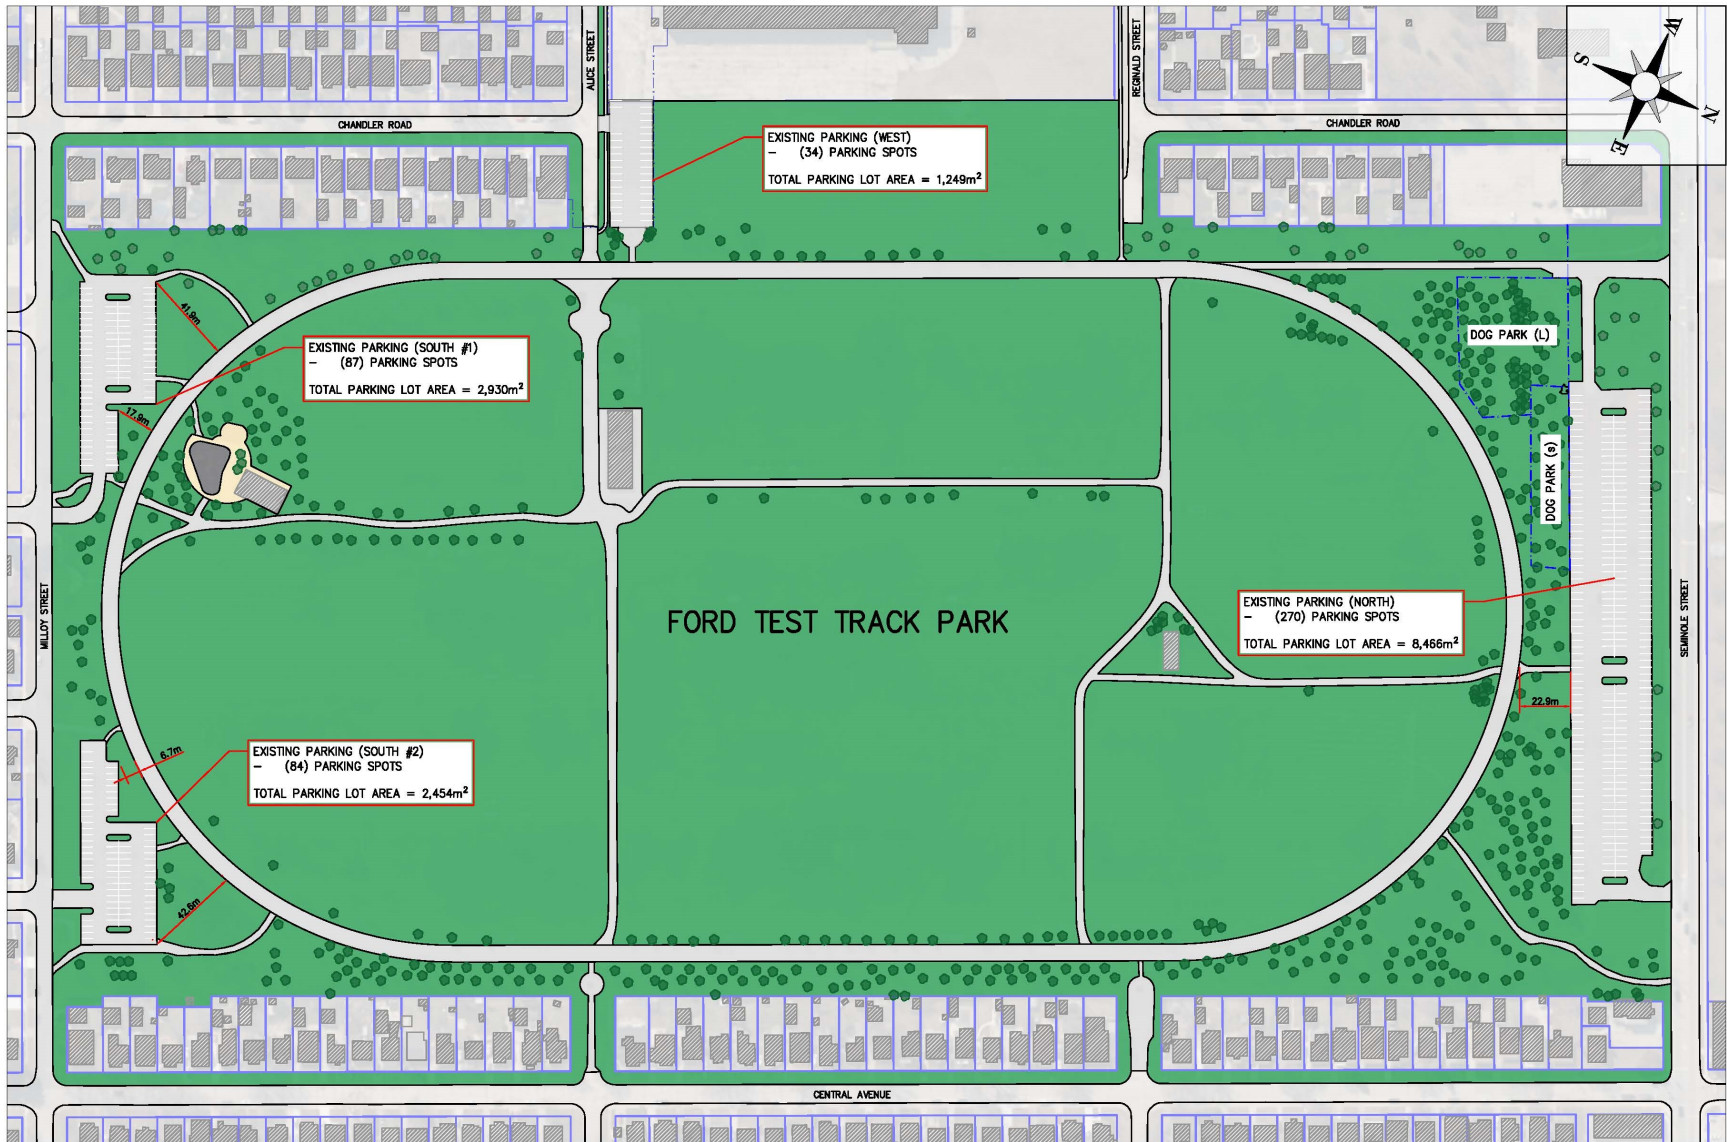 ALICE STREET
REGINALD STREET
W
S
N
E
CHANDLER ROAD
CHANDLER ROAD
EXISTING PARKING (WEST)
- (34) PARKING SPOTS
TOTAL PARKING LOT AREA = 1,249m²
41.9m
EXISTING PARKING (SOUTH #1)
- (87) PARKING SPOTS
TOTAL PARKING LOT AREA = 2,930m²
17.9m
DOG PARK (L)
DOG PARK (s)
MILLOY STREET
FORD TEST TRACK PARK
EXISTING PARKING (NORTH)
- (270) PARKING SPOTS
TOTAL PARKING LOT AREA = 8,466m²
SEMINOLE STREET
22.9m
6.7m
EXISTING PARKING (SOUTH #2)
- (84) PARKING SPOTS
TOTAL PARKING LOT AREA = 2,454m²
42.6m
CENTRAL AVENUE